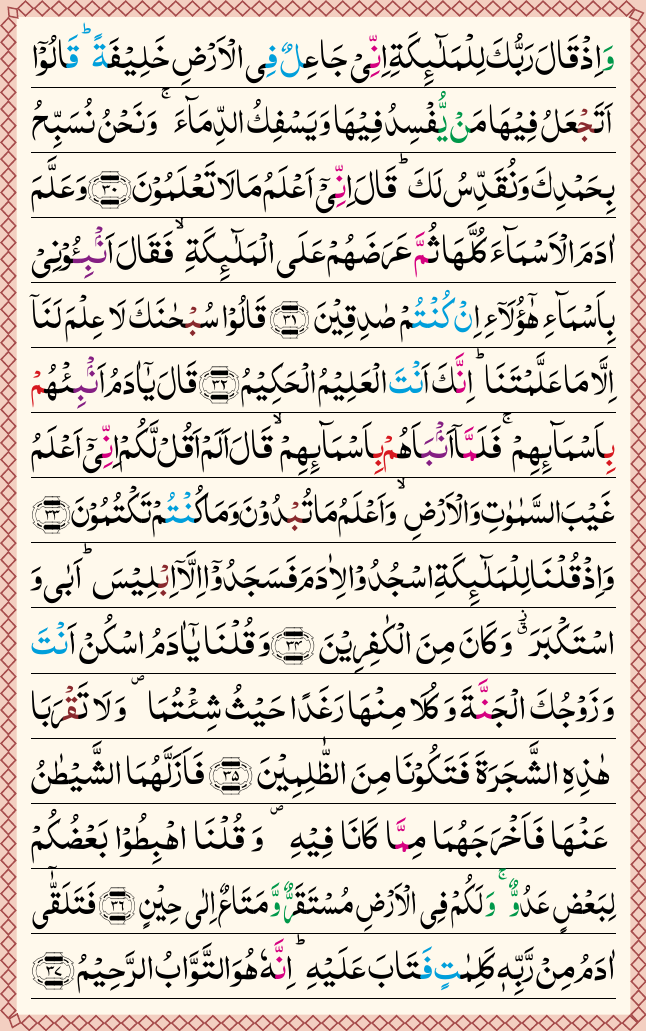 وَاِذْ قَالَ رَبُّكَ لِلْمَلٰٓئِكَةِ اِنِّیْ جَاعِلٌ فِی الْاَرْضِ خَلِیْفَةً ؕ قَالُوْۤا
اَتَجْعَلُ فِیْهَا مَنْ یُّفْسِدُ فِیْهَا وَیَسْفِكُ الدِّمَآءَ ۚ وَنَحْنُ نُسَبِّحُ
بِحَمْدِكَ وَنُقَدِّسُ لَكَ ؕ قَالَ اِنِّیْۤ اَعْلَمُ مَا لَا تَعْلَمُوْنَ ﴿۳۰﴾ وَعَلَّمَ
اٰدَمَ الْاَسْمَآءَ كُلَّهَا ثُمَّ عَرَضَهُمْ عَلَی الْمَلٰٓئِكَةِ ۙ فَقَالَ اَنْۢبِـُٔوْنِیْ
بِاَسْمَآءِ هٰۤؤُلَآءِ اِنْ كُنْتُمْ صٰدِقِیْنَ ﴿۳۱﴾ قَالُوْا سُبْحٰنَكَ لَا عِلْمَ لَنَاۤ
اِلَّا مَا عَلَّمْتَنَا ؕ اِنَّكَ اَنْتَ الْعَلِیْمُ الْحَكِیْمُ ﴿۳۲﴾ قَالَ یٰۤاٰدَمُ اَنْۢبِئْهُمْ
بِاَسْمَآىِٕهِمْ ۚ فَلَمَّاۤ اَنْۢبَاَهُمْ بِاَسْمَآىِٕهِمْ ۙ قَالَ اَلَمْ اَقُلْ لَّكُمْ اِنِّیْۤ اَعْلَمُ
غَیْبَ السَّمٰوٰتِ وَالْاَرْضِ ۙ وَاَعْلَمُ مَا تُبْدُوْنَ وَمَا كُنْتُمْ تَكْتُمُوْنَ ﴿۳۳﴾
وَاِذْ قُلْنَا لِلْمَلٰٓئِكَةِ اسْجُدُوْا لِاٰدَمَ فَسَجَدُوْۤا اِلَّاۤ اِبْلِیْسَ ؕ اَبٰی وَ
اسْتَكْبَرَ ۗ وَكَانَ مِنَ الْكٰفِرِیْنَ ﴿۳۴﴾ وَقُلْنَا یٰۤاٰدَمُ اسْكُنْ اَنْتَ
وَزَوْجُكَ الْجَنَّةَ وَكُلَا مِنْهَا رَغَدًا حَیْثُ شِئْتُمَا ۪ وَلَا تَقْرَبَا
هٰذِهِ الشَّجَرَةَ فَتَكُوْنَا مِنَ الظّٰلِمِیْنَ ﴿۳۵﴾ فَاَزَلَّهُمَا الشَّیْطٰنُ
عَنْهَا فَاَخْرَجَهُمَا مِمَّا كَانَا فِیْهِ ۪ وَقُلْنَا اهْبِطُوْا بَعْضُكُمْ
لِبَعْضٍ عَدُوٌّ ۚ وَلَكُمْ فِی الْاَرْضِ مُسْتَقَرٌّ وَّمَتَاعٌ اِلٰی حِیْنٍ ﴿۳۶﴾ فَتَلَقّٰۤی
اٰدَمُ مِنْ رَّبِّهٖ كَلِمٰتٍ فَتَابَ عَلَیْهِ ؕ اِنَّهٗ هُوَ التَّوَّابُ الرَّحِیْمُ ﴿۳۷﴾